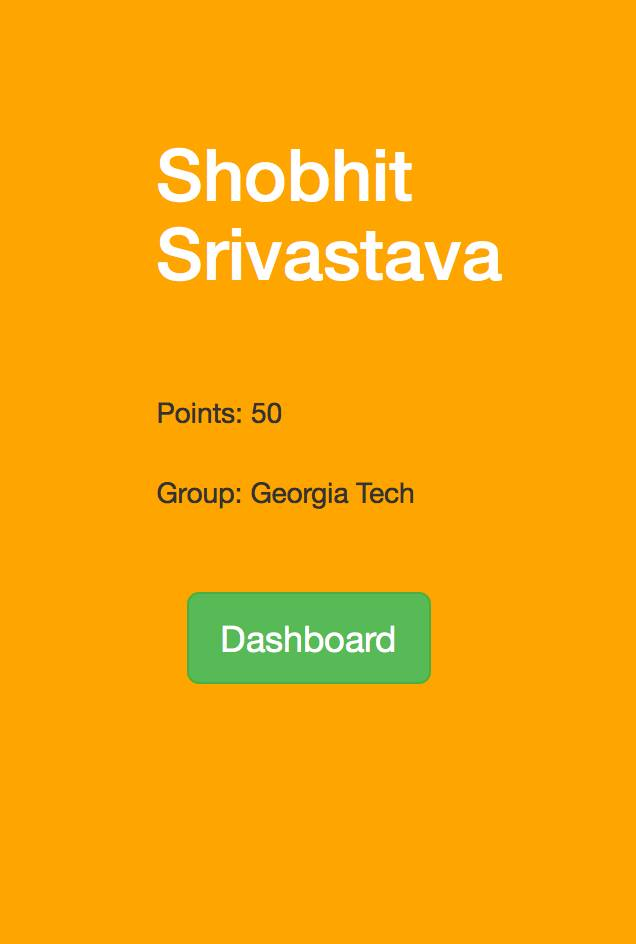 Shobhit
Srivastava
Points: 50
Group: Georgia Tech
Dashboard